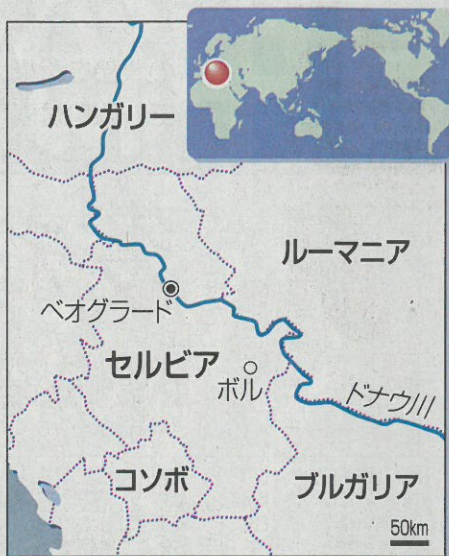 ハンガリー
ルーマニア
ベオグラード
セルビア
ボル
ドナウ川
コソボ
ブルガリア
50km